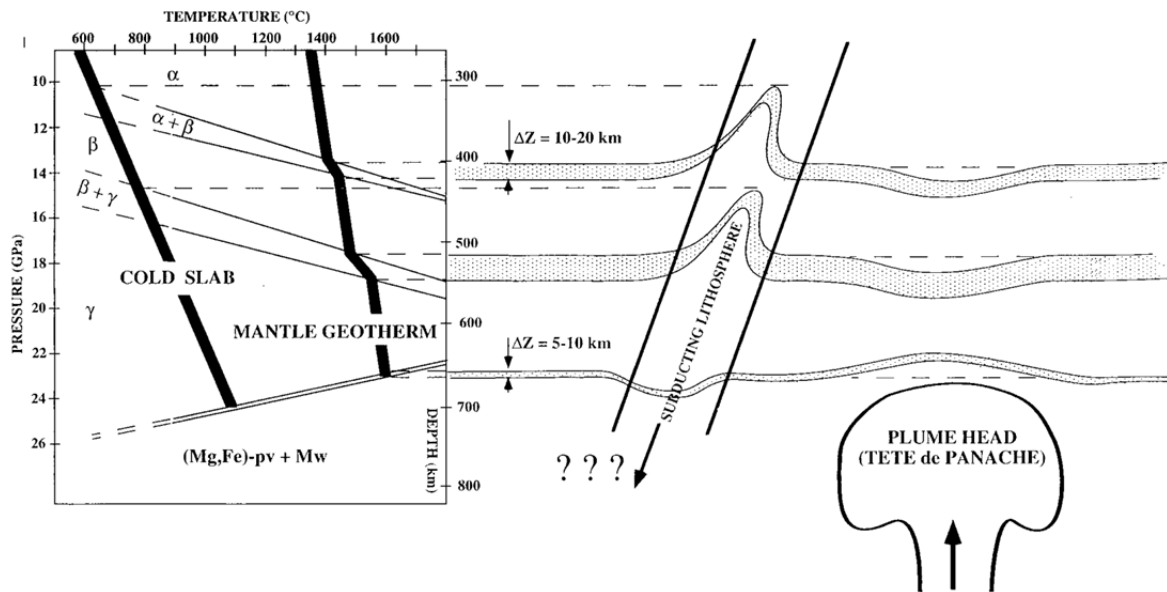 TEMPERATURE (°C)
600 800 1000 1200 1400 1600
PRESSURE (GPa)
10
12
14
16
18
20
22
24
26
α
α + β
β
β + γ
γ
COLD SLAB
MANTLE GEOTHERM
(Mg,Fe)-pv + Mw
300
400
500
600
700
800
DEPTH (km)
ΔZ = 10-20 km
ΔZ = 5-10 km
SUBDUCTING LITHOSPHERE
? ? ?
PLUME HEAD
(TETE de PANACHE)